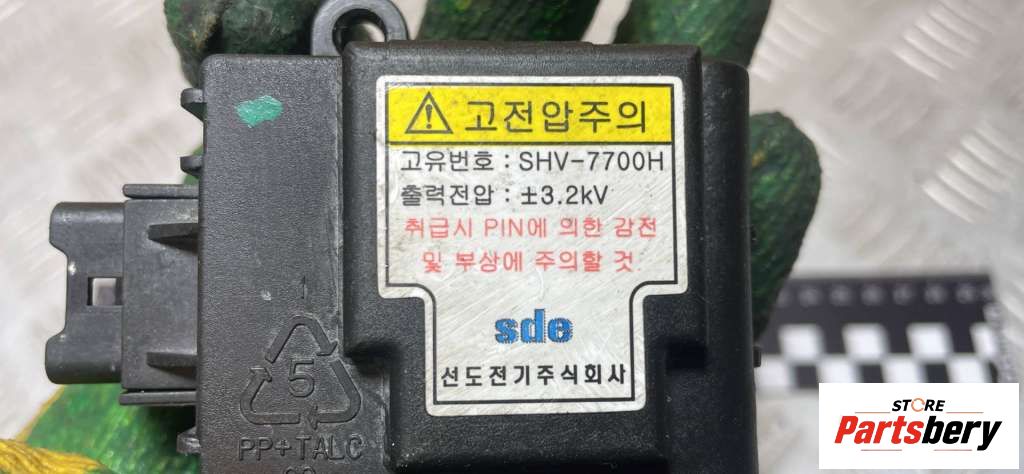 고전압주의
고유번호 : SHV-7700H
출력전압 : ±3.2kV
취급시 PIN에 의한 감전
및 부상에 주의할 것
sde
선도전기주식회사
5
PP+TALC
STORE
Partsbery